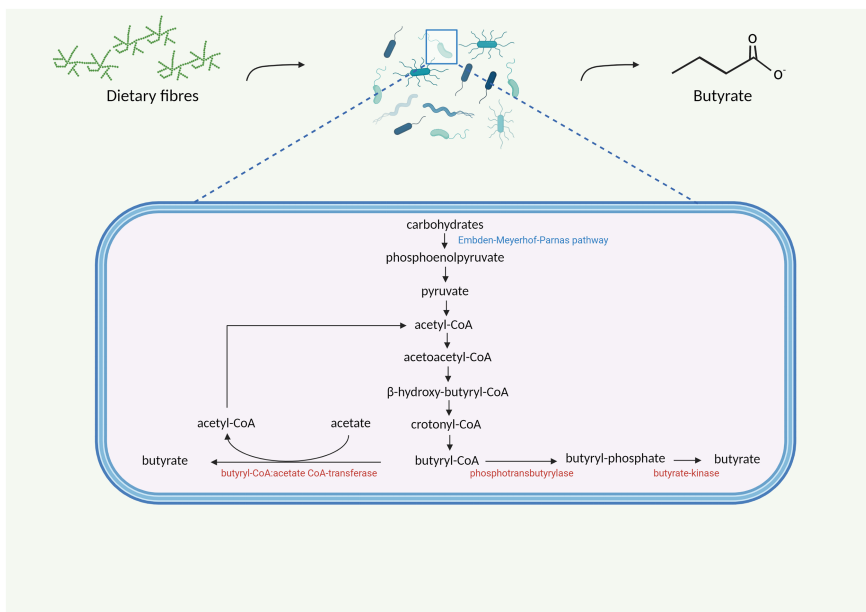 Dietary fibres
O
O-
Butyrate
carbohydrates
Embden-Meyerhof-Parnas pathway
phosphoenolpyruvate
pyruvate
acetyl-CoA
acetoacetyl-CoA
β-hydroxy-butyryl-CoA
acetyl-CoA
acetate
crotonyl-CoA
butyrate
butyryl-CoA
butyryl-phosphate
butyrate
butyryl-CoA:acetate CoA-transferase
phosphotransbutyrylase
butyrate-kinase